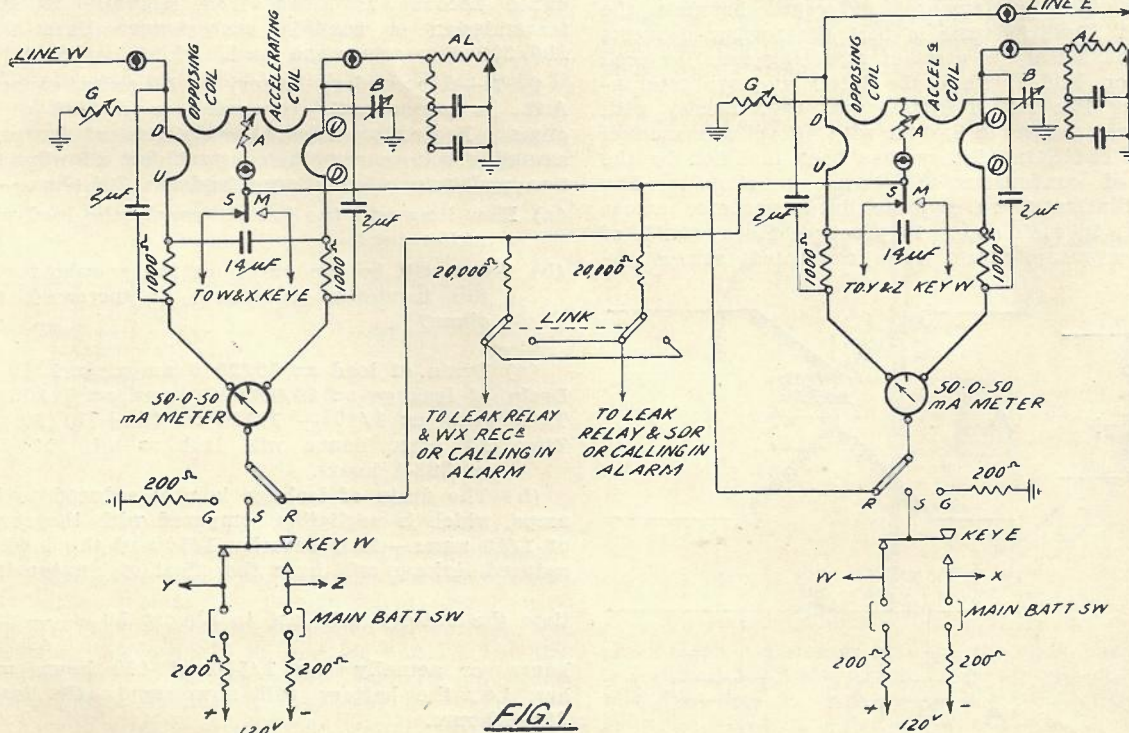 LINE W
LINE E
AL
AL
G
OPPOSING COIL
ACCELERATING COIL
B
G
OPPOSING COIL
ACCEL G COIL
B
D
U
A
U
D
D
U
A
U
D
S M
S M
2µF
2µF
2µF
2µF
14µF
14µF
1000Ω
1000Ω
1000Ω
1000Ω
TO W&X KEY E
TO Y&Z KEY W
20,000Ω
20,000Ω
LINK
50-0-50
mA METER
50-0-50
mA METER
TO LEAK RELAY
& WX REC⁠R
OR CALLING IN
ALARM
TO LEAK
RELAY & SDR
OR CALLING IN
ALARM
200Ω
G S R
R S G
200Ω
KEY W
KEY E
Y Z
W X
MAIN BATT SW
MAIN BATT SW
200Ω 200Ω
200Ω 200Ω
+ -
120V
+ -
120V
FIG. 1.